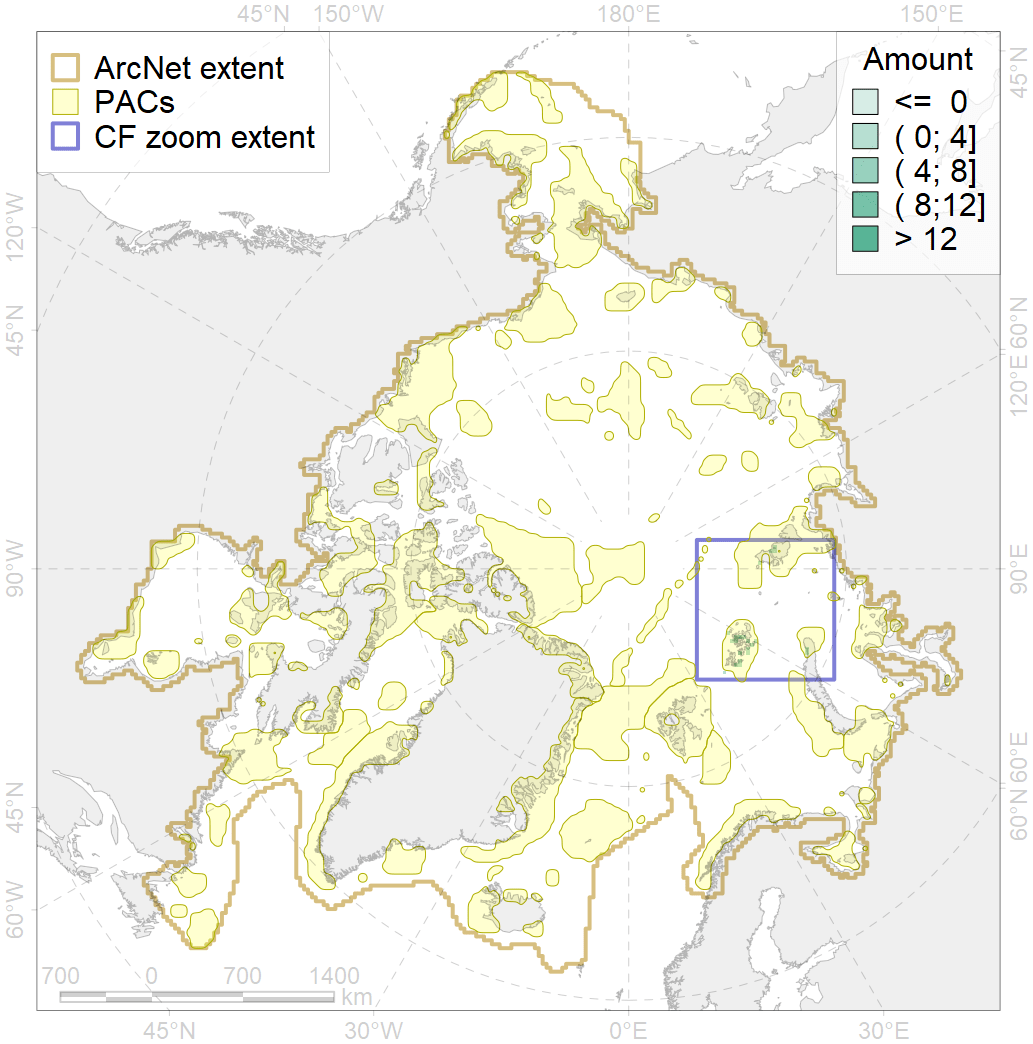 45°N 150°W 180°E 150°E
ArcNet extent
PACs
CF zoom extent
Amount
<= 0
( 0; 4]
( 4; 8]
( 8;12]
> 12
45°N
120°W
45°N
90°W
45°N
60°W
60°N
120°E
90°E
60°E
60°N
700 0 700 1400
km
45°N 30°W 0°E 30°E